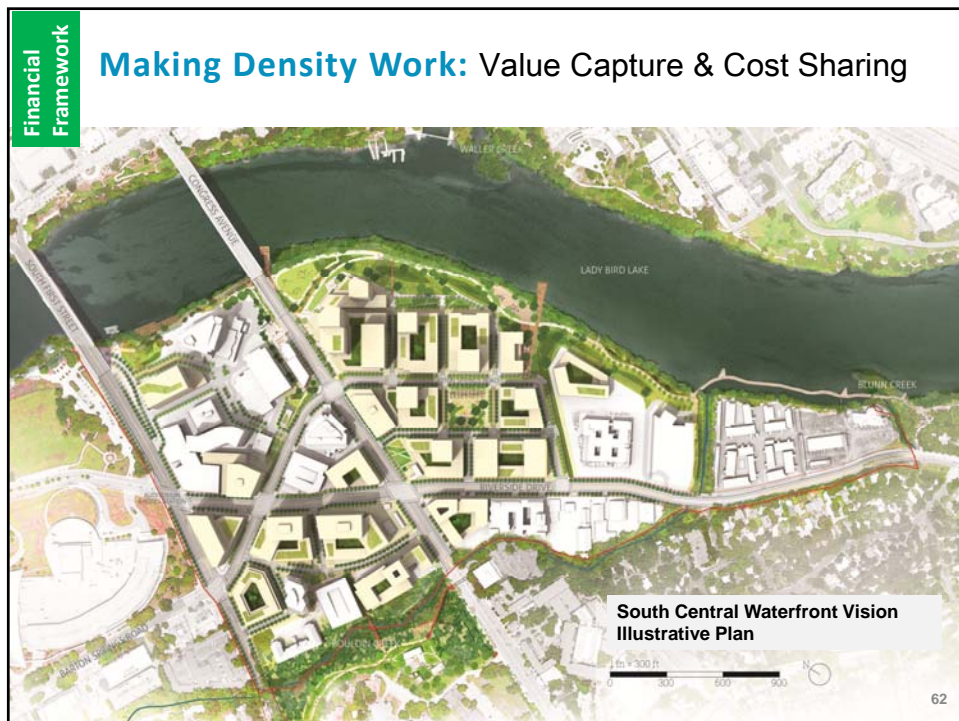 Financial
Framework
Making Density Work: Value Capture & Cost Sharing
WALLER CREEK
CONGRESS AVENUE
SOUTH FIRST STREET
LADY BIRD LAKE
BLUNN CREEK
RIVERSIDE DRIVE
BARTON SPRINGS ROAD
BOULDIN CREEK
South Central Waterfront Vision
Illustrative Plan
1 in = 300 ft
N
0 300 600 900
62